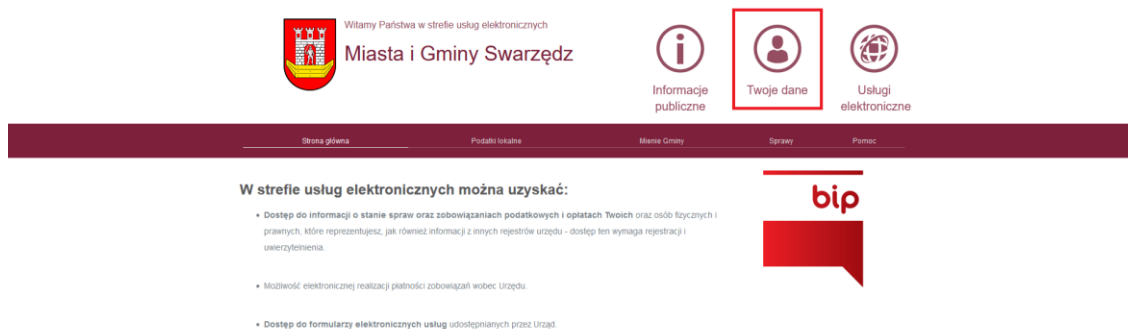 Witamy Państwa w strefie usług elektronicznych
Miasta i Gminy Swarzędz
Informacje
publiczne
Twoje dane
Usługi
elektroniczne
Strona główna
Podatki lokalne
Mienie Gminy
Sprawy
Pomoc
W strefie usług elektronicznych można uzyskać:
• Dostęp do informacji o stanie spraw oraz zobowiązaniach podatkowych i opłatach Twoich oraz osób fizycznych i
prawnych, które reprezentujesz, jak również informacji z innych rejestrów urzędu - dostęp ten wymaga rejestracji i
uwierzytelnienia.
• Możliwość elektronicznej realizacji płatności zobowiązań wobec Urzędu.
• Dostęp do formularzy elektronicznych usług udostępnianych przez Urząd.
bip